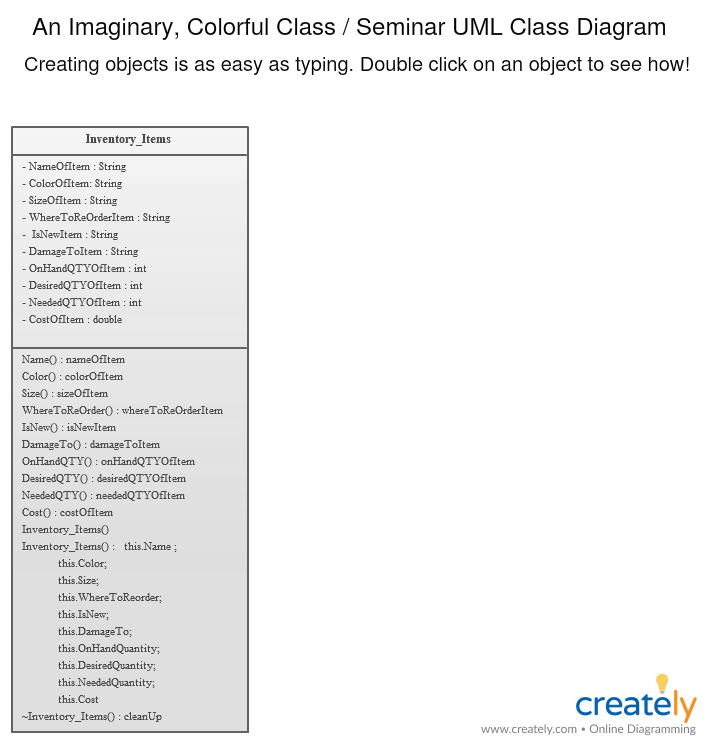 An Imaginary, Colorful Class / Seminar UML Class Diagram
Creating objects is as easy as typing. Double click on an object to see how!
Inventory_Items
- NameOfItem : String
- ColorOfItem: String
- SizeOfItem : String
- WhereToReOrderItem : String
- IsNewItem : String
- DamageToItem : String
- OnHandQTYOfItem : int
- DesiredQTYOfItem : int
- NeededQTYOfItem : int
- CostOfItem : double
Name() : nameOfItem
Color() : colorOfItem
Size() : sizeOfItem
WhereToReOrder() : whereToReOrderItem
IsNew() : isNewItem
DamageTo() : damageToItem
OnHandQTY() : onHandQTYOfItem
DesiredQTY() : desiredQTYOfItem
NeededQTY() : neededQTYOfItem
Cost() : costOfItem
Inventory_Items()
Inventory_Items() : this.Name ;
this.Color;
this.Size;
this.WhereToReorder;
this.IsNew;
this.DamageTo;
this.OnHandQuantity;
this.DesiredQuantity;
this.NeededQuantity;
this.Cost
~Inventory_Items() : cleanUp
creately
www.creately.com • Online Diagramming